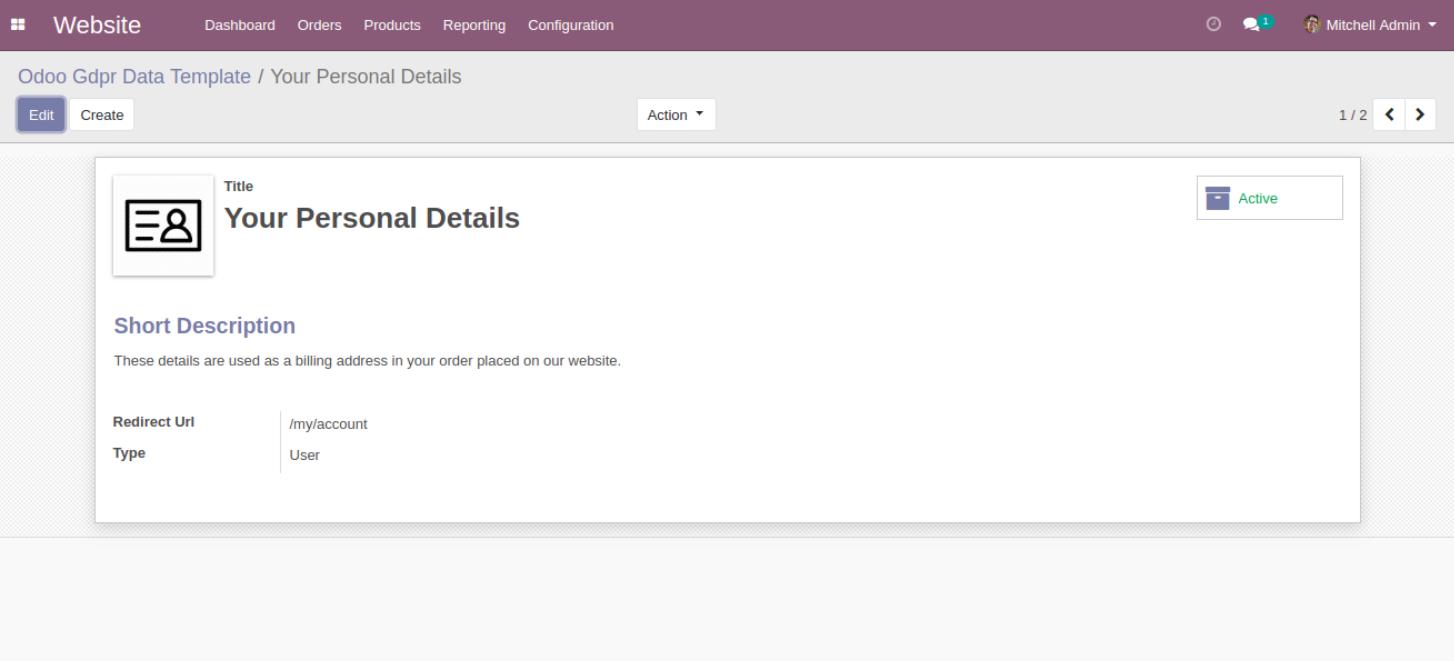 Website Dashboard Orders Products Reporting Configuration 1 Mitchell Admin
Odoo Gdpr Data Template / Your Personal Details
Edit Create Action 1 / 2
Title
Your Personal Details
Active
Short Description
These details are used as a billing address in your order placed on our website.
Redirect Url /my/account
Type User